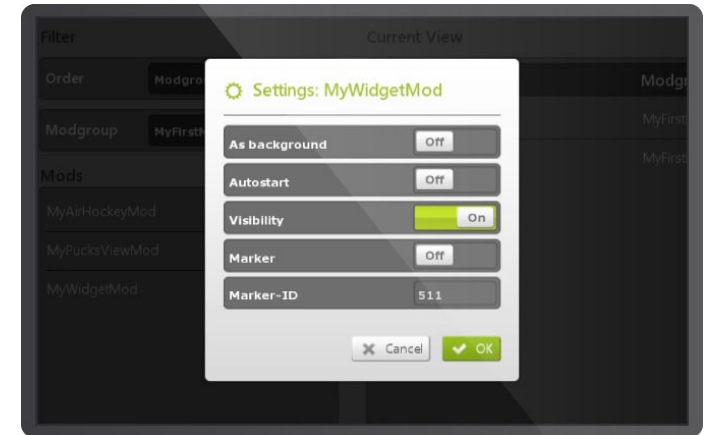 Filter
Current View
Order
Modgro
Modgr
Modgroup
MyFirstM
MyFirst
MyFirst
Mods
MyAirHockeyMod
MyPucksViewMod
MyWidgetMod
Settings: MyWidgetMod
As background Off
Autostart Off
Visibility On
Marker Off
Marker-ID 511
Cancel OK